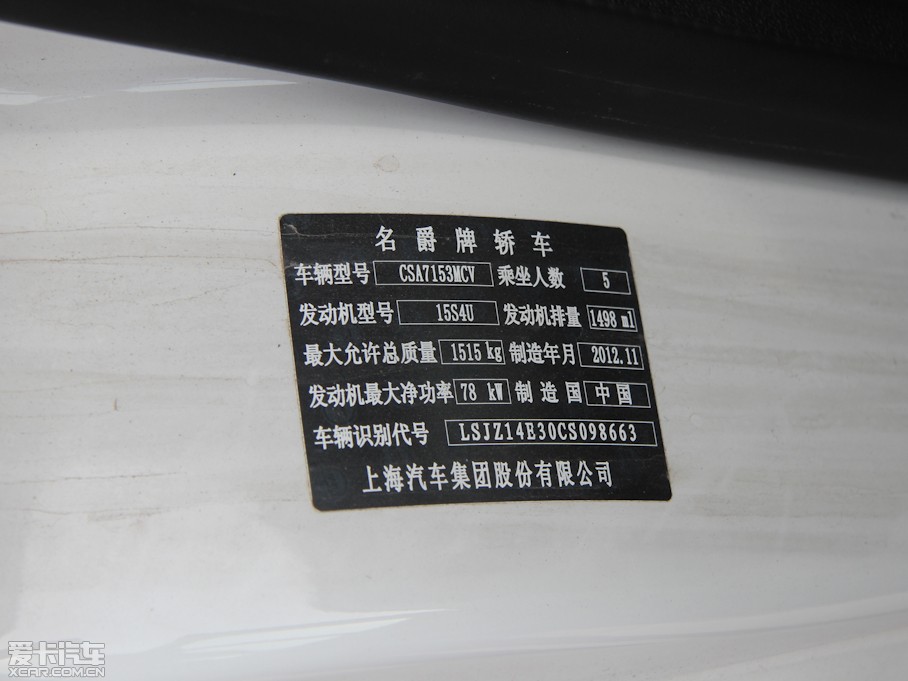 名爵牌轿车
车辆型号 CSA7153MCV 乘坐人数 5
发动机型号 15S4U 发动机排量 1498 ml
最大允许总质量 1515 kg 制造年月 2012.11
发动机最大净功率 78 kW 制造国 中国
车辆识别代号 LSJZ14E30CS098663
上海汽车集团股份有限公司
爱卡汽车
XCAR.COM.CN